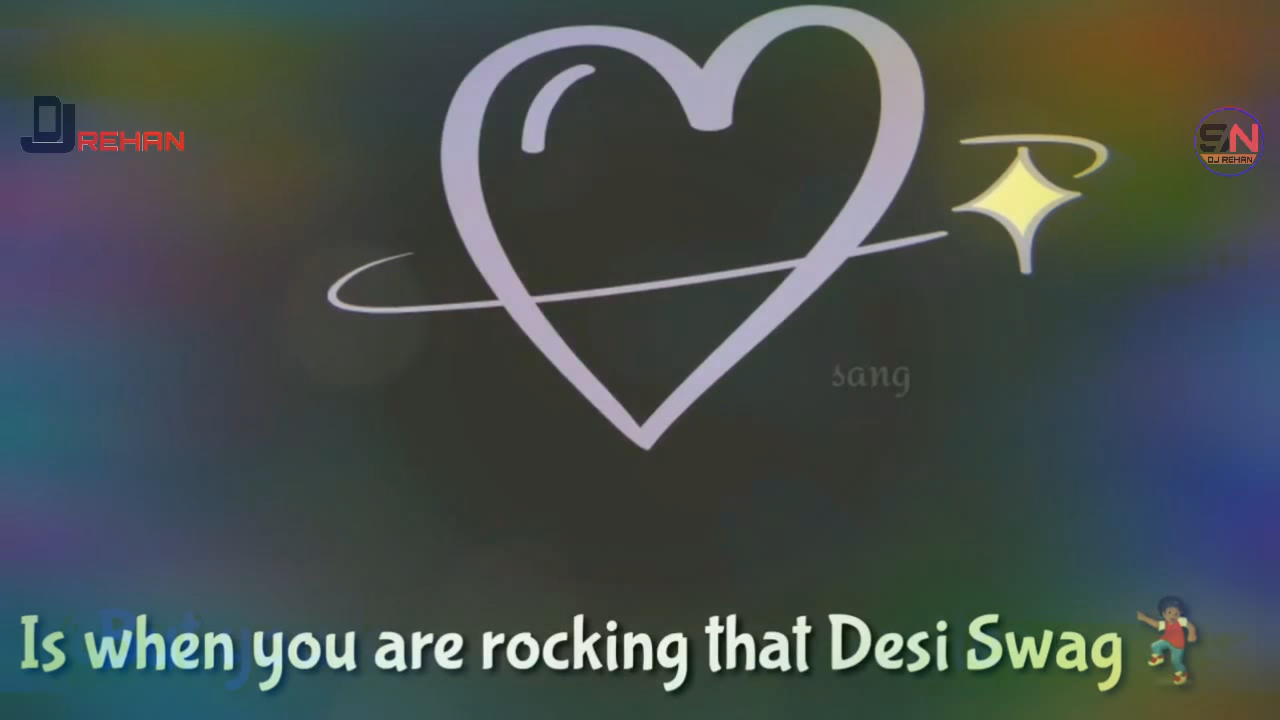 DJ REHAN
SN
DJ REHAN
sang
Is when you are rocking that Desi Swag